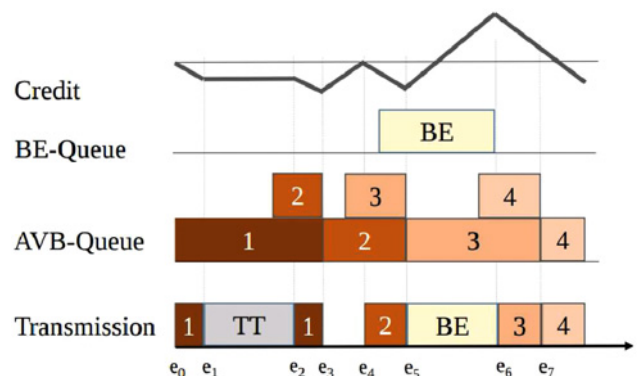 Credit
BE
BE-Queue
2 3 4
AVB-Queue 1 2 3 4
Transmission 1 TT 1 2 BE 3 4
e0 e1 e2 e3 e4 e5 e6 e7